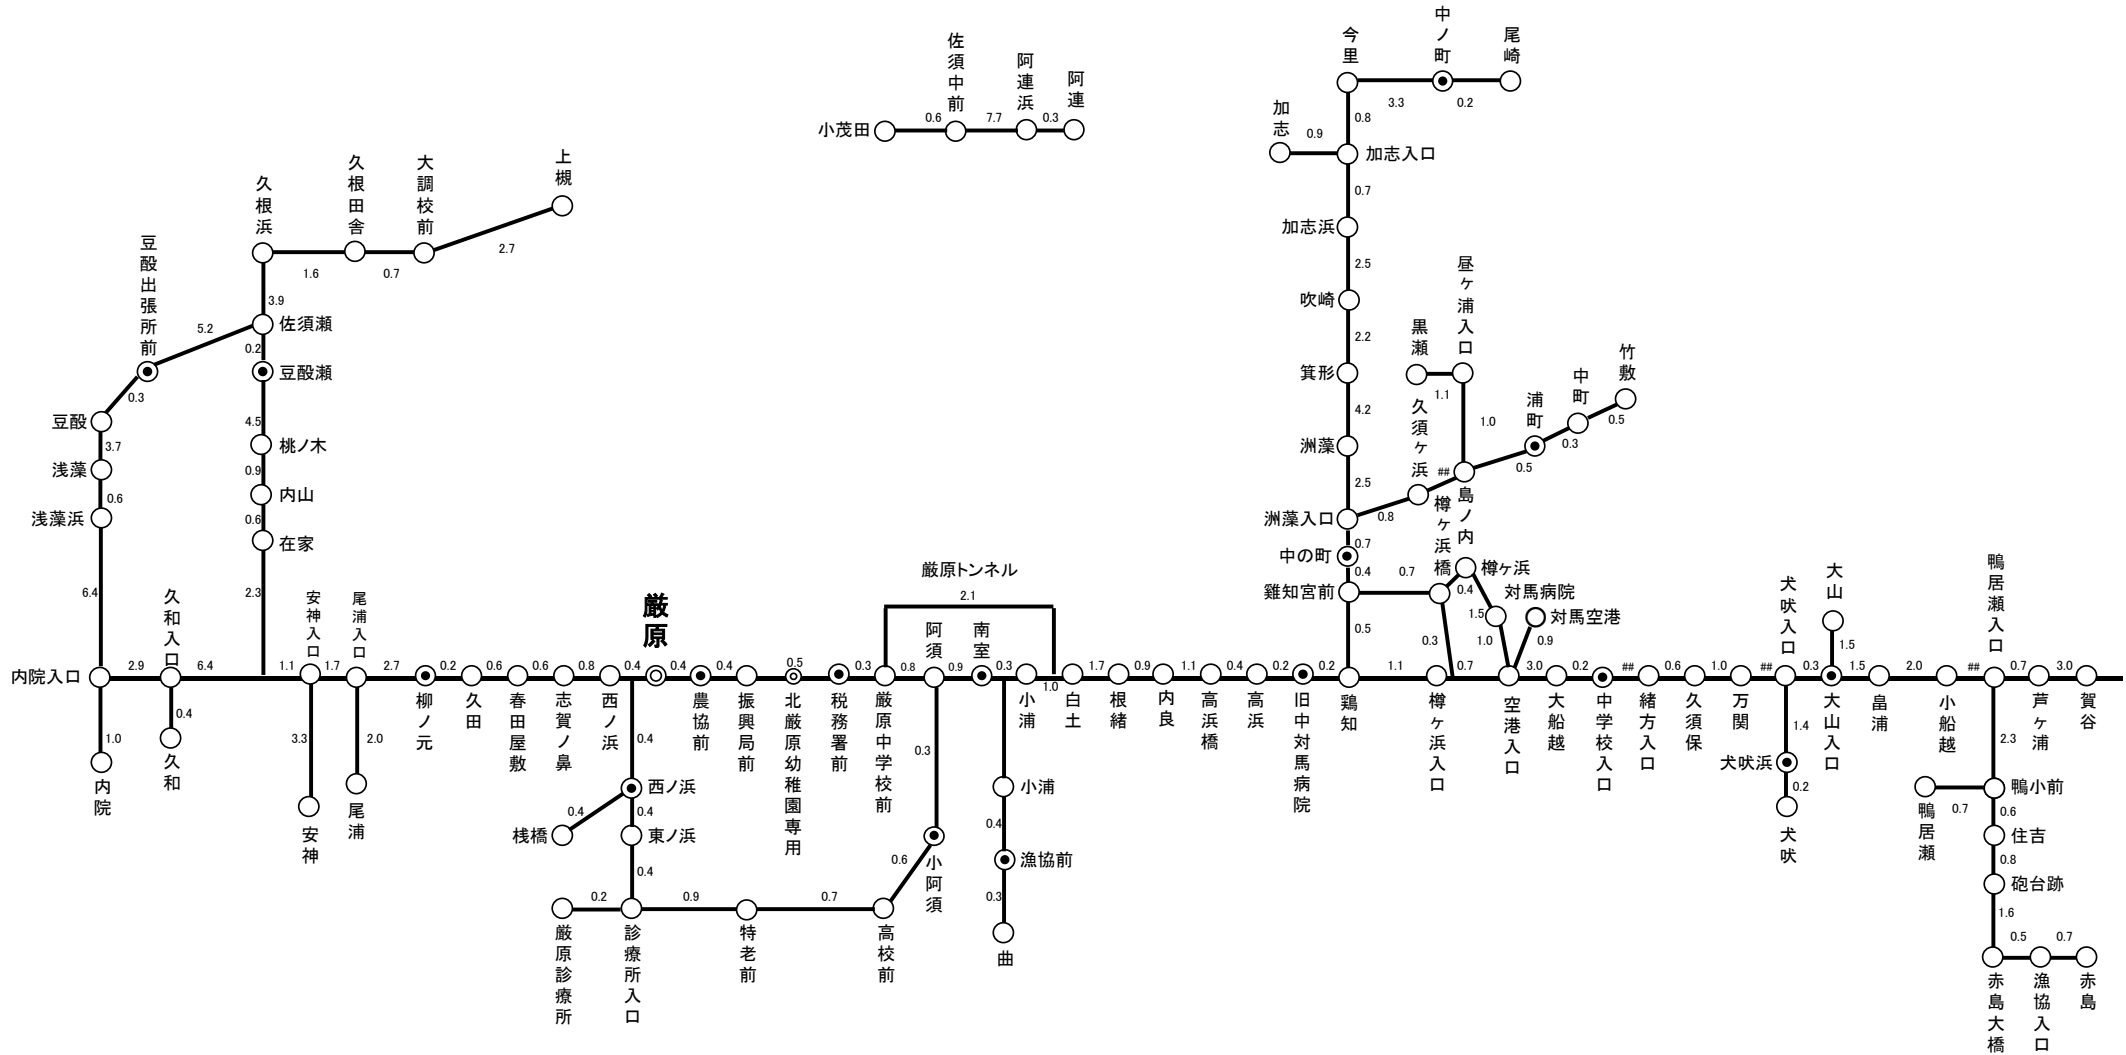 小茂田
0.6
佐須中前
7.7
阿連浜
0.3
阿連
今里
3.3
中ノ町
0.2
尾崎
0.8
加志
0.9
加志入口
0.7
加志浜
2.5
吹崎
2.2
箕形
4.2
洲藻
2.5
洲藻入口
0.7
中の町
0.4
雞知宮前
0.5
0.8
久須ヶ浜
##
島ノ内
1.0
昼ヶ浦入口
1.1
黒瀬
0.5
浦町
0.3
中町
0.5
竹敷
0.7
樽ヶ浜橋
0.4
樽ヶ浜
1.5
対馬病院
1.0
対馬空港
0.9
0.3
上槻
2.7
大調校前
0.7
久根田舎
1.6
久根浜
3.9
佐須瀬
0.2
豆酘瀬
4.5
桃ノ木
0.9
内山
0.6
在家
2.3
5.2
豆酘出張所前
0.3
豆酘
3.7
浅藻
0.6
浅藻浜
6.4
内院入口
1.0
内院
2.9
久和入口
0.4
久和
6.4
1.1
安神入口
3.3
安神
1.7
尾浦入口
2.0
尾浦
2.7
柳ノ元
0.2
久田
0.6
春田屋敷
0.6
志賀ノ鼻
0.8
西ノ浜
0.4
厳原
0.4
農協前
0.4
振興局前
0.5
北厳原幼稚園専用
税務署前
0.3
厳原中学校前
厳原トンネル
2.1
0.8
阿須
0.9
南室
0.3
小浦
1.0
白土
1.7
根緒
0.9
内良
1.1
高浜橋
0.4
高浜
0.2
旧中対馬病院
0.2
鶏知
1.1
樽ヶ浜入口
0.7
空港入口
3.0
大船越
0.2
中学校入口
##
緒方入口
0.6
久須保
1.0
万関
##
犬吠入口
0.3
大山入口
1.5
大山
1.5
畠浦
2.0
小船越
##
鴨居瀬入口
0.7
芦ヶ浦
3.0
賀谷
0.4
西ノ浜
0.4
桟橋
0.4
東ノ浜
0.4
診療所入口
0.2
厳原診療所
0.9
特老前
0.7
高校前
0.6
小阿須
0.3
小浦
0.4
漁協前
0.3
曲
1.4
犬吠浜
0.2
犬吠
2.3
鴨小前
0.7
鴨居瀬
0.6
住吉
0.8
砲台跡
1.6
赤島大橋
0.5
漁協入口
0.7
赤島